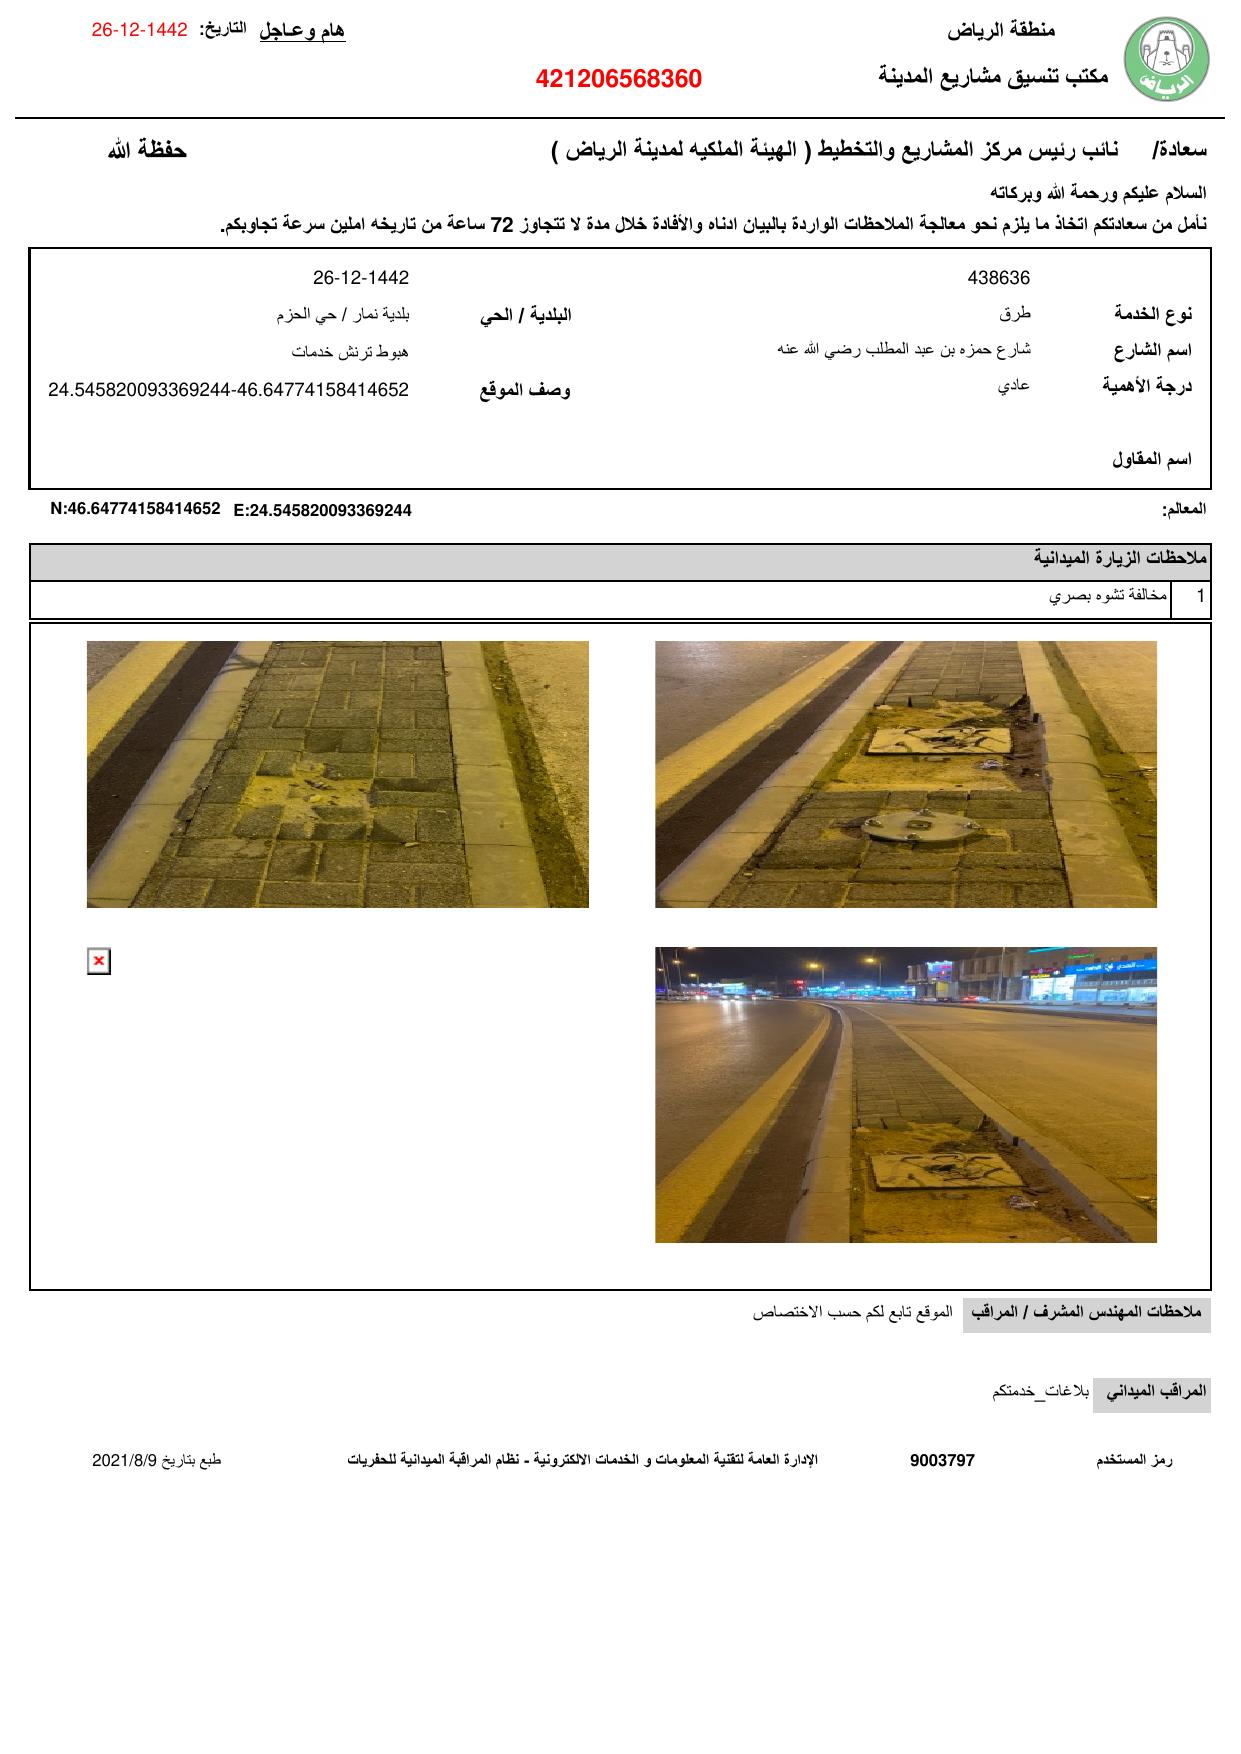 منطقة الرياض
هام وعاجل
التاريخ: 26-12-1442
مكتب تنسيق مشاريع المدينة
421206568360
الرياض
سعادة/ نائب رئيس مركز المشاريع والتخطيط ( الهيئة الملكيه لمدينة الرياض ) حفظة الله
السلام عليكم ورحمة الله وبركاته
نأمل من سعادتكم اتخاذ ما يلزم نحو معالجة الملاحظات الواردة بالبيان ادناه والأفادة خلال مدة لا تتجاوز 72 ساعة من تاريخه املين سرعة تجاوبكم.
438636 26-12-1442
نوع الخدمة طرق البلدية / الحي بلدية نمار / حي الحزم
اسم الشارع شارع حمزه بن عبد المطلب رضي الله عنه هبوط ترنش خدمات
درجة الأهمية عادي وصف الموقع 24.545820093369244-46.64774158414652
اسم المقاول
المعالم: E:24.545820093369244 N:46.64774158414652
ملاحظات الزيارة الميدانية
1 مخالفة تشوه بصري
ملاحظات المهندس المشرف / المراقب الموقع تابع لكم حسب الاختصاص
المراقب الميداني بلاغات_خدمتكم
رمز المستخدم 9003797 الإدارة العامة لتقنية المعلومات و الخدمات الالكترونية - نظام المراقبة الميدانية للحفريات طبع بتاريخ 2021/8/9